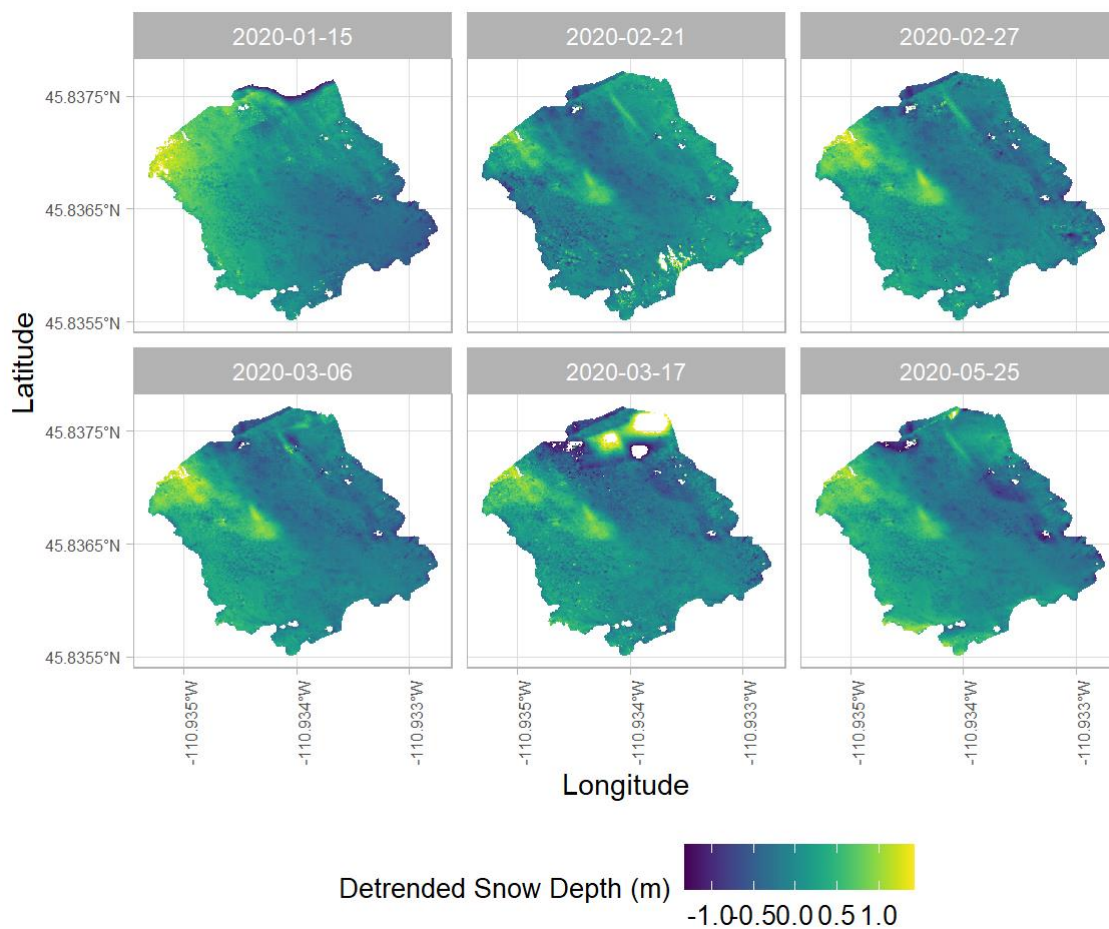 2020-01-15 2020-02-21 2020-02-27
45.8375°N
45.8365°N
45.8355°N
2020-03-06 2020-03-17 2020-05-25
45.8375°N
45.8365°N
45.8355°N
Latitude
-110.935°W -110.934°W -110.933°W -110.935°W -110.934°W -110.933°W -110.935°W -110.934°W -110.933°W
Longitude
Detrended Snow Depth (m)
-1.0 -0.5 0.0 0.5 1.0